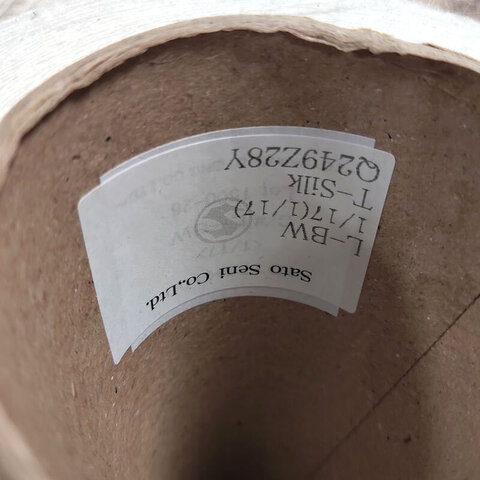 Q249Z28Y
T-Silk
1/17(1/17)
L-BW
Sato Seni Co.,Ltd.